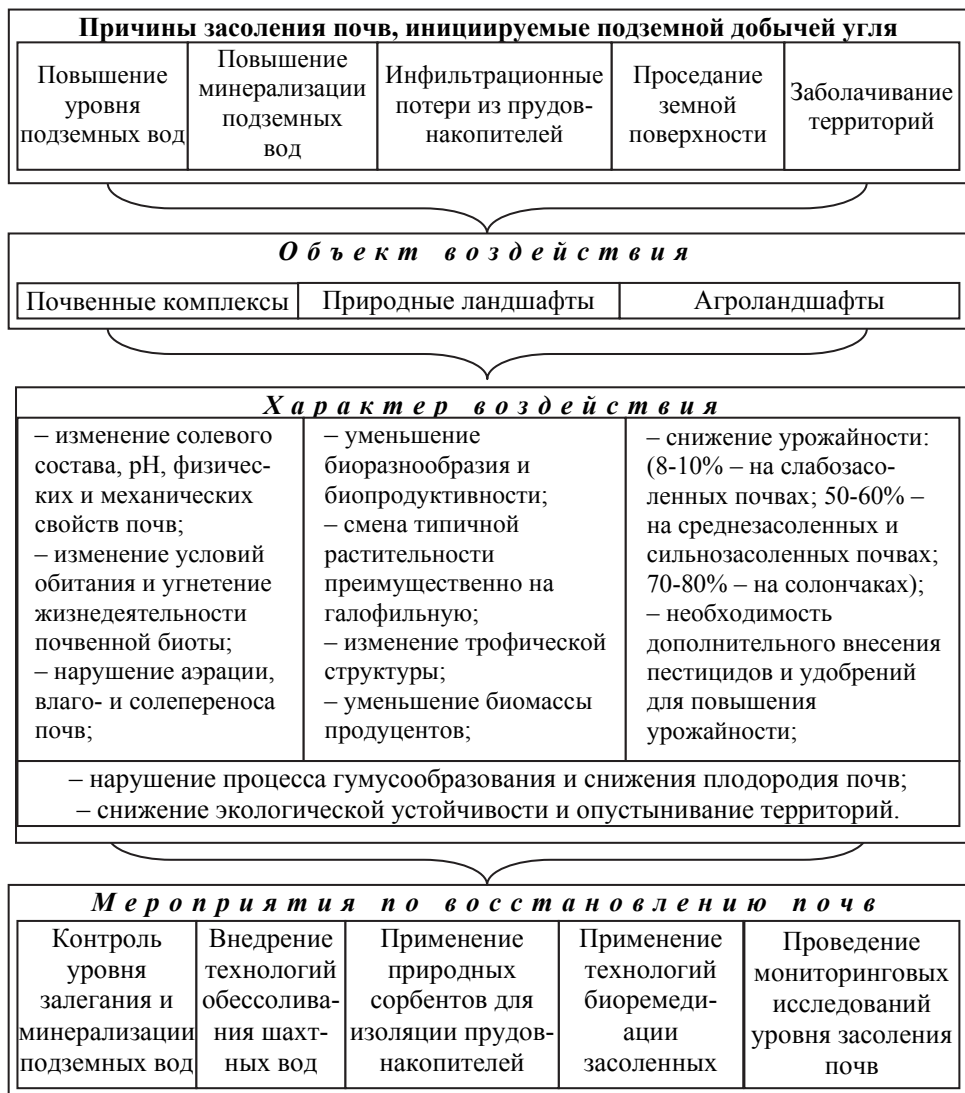 Причины засоления почв, инициируемые подземной добычей угля
Повышение
уровня
подземных вод
Повышение
минерализации
подземных
вод
Инфильтрационные
потери из прудов-
накопителей
Проседание
земной
поверхности
Заболачивание
территорий
Объект воздействия
Почвенные комплексы
Природные ландшафты
Агроландшафты
Характер воздействия
– изменение солевого
состава, pH, физичес-
ких и механических
свойств почв;
– изменение условий
обитания и угнетение
жизнедеятельности
почвенной биоты;
– нарушение аэрации,
влаго- и солепереноса
почв;
– уменьшение
биоразнообразия и
биопродуктивности;
– смена типичной
растительности
преимущественно на
галофильную;
– изменение трофической
структуры;
– уменьшение биомассы
продуцентов;
– снижение урожайности:
(8-10% – на слабозасо-
ленных почвах; 50-60% –
на среднезасоленных и
сильнозасоленных почвах;
70-80% – на солончаках);
– необходимость
дополнительного внесения
пестицидов и удобрений
для повышения
урожайности;
– нарушение процесса гумусообразования и снижения плодородия почв;
– снижение экологической устойчивости и опустынивание территорий.
Мероприятия по восстановлению почв
Контроль
уровня
залегания и
минерализации
подземных вод
Внедрение
технологий
обессолива-
ния шахт-
ных вод
Применение
природных
сорбентов для
изоляции прудов-
накопителей
Применение
технологий
биоремеди-
ации
засоленных
Проведение
мониторинговых
исследований
уровня засоления
почв